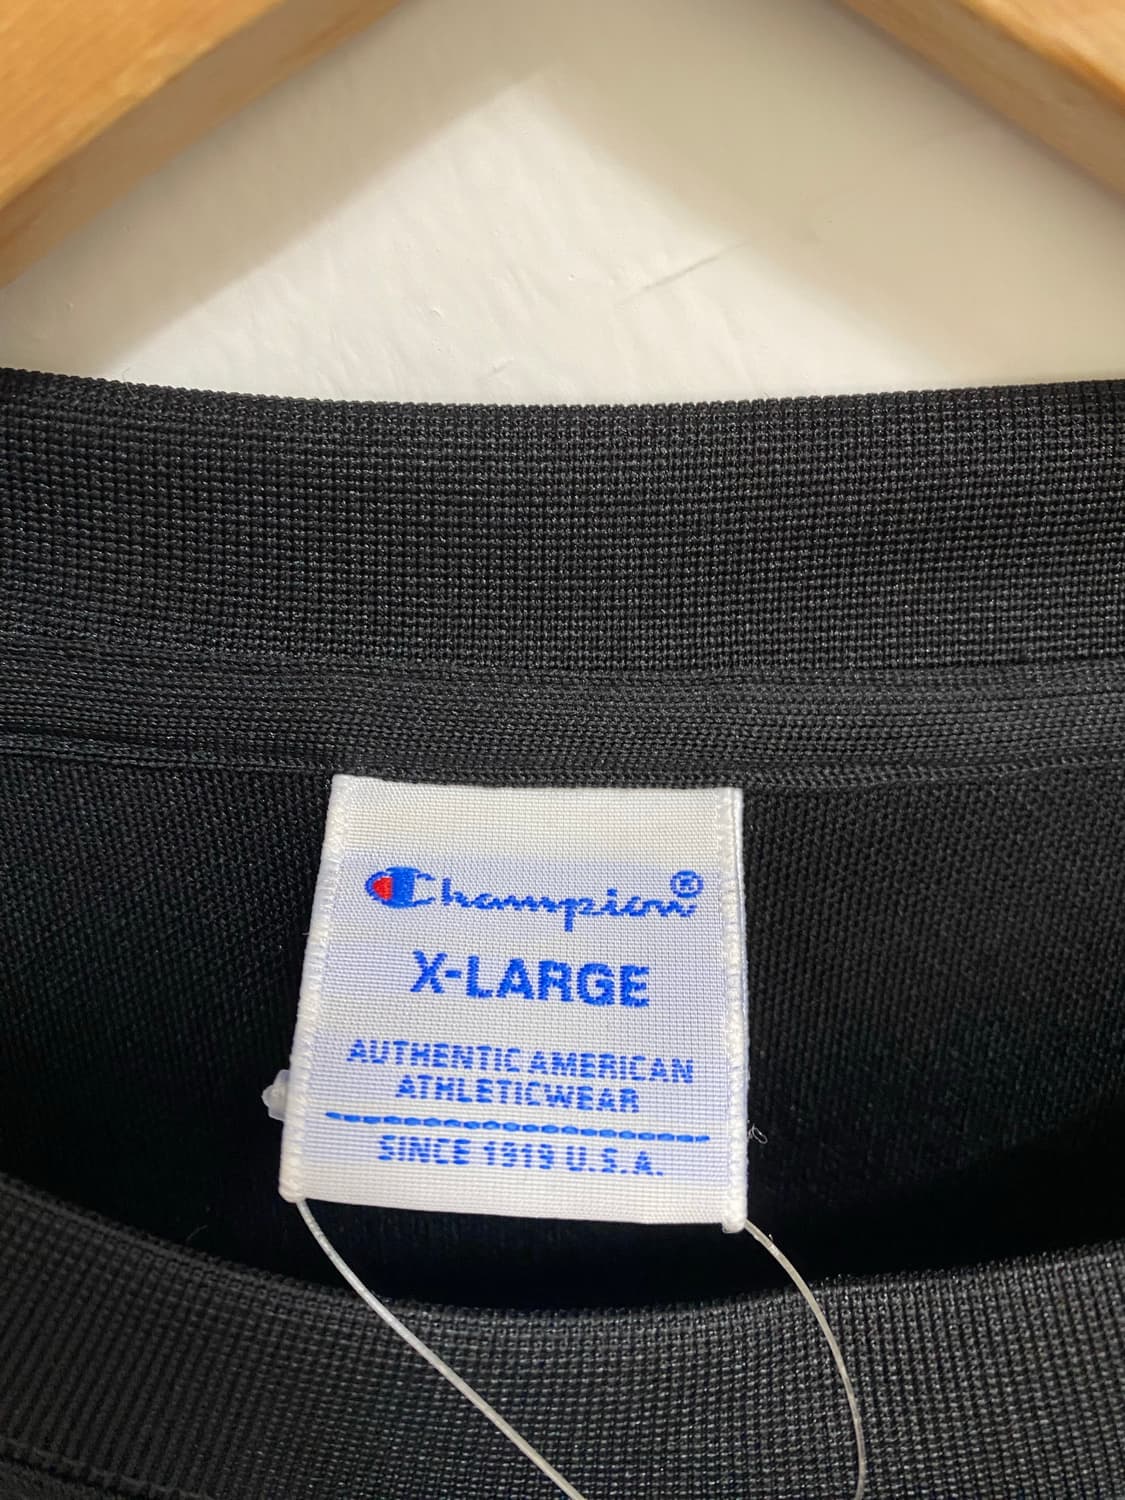 Champion®
X-LARGE
AUTHENTIC AMERICAN
ATHLETICWEAR
SINCE 1919 U.S.A.